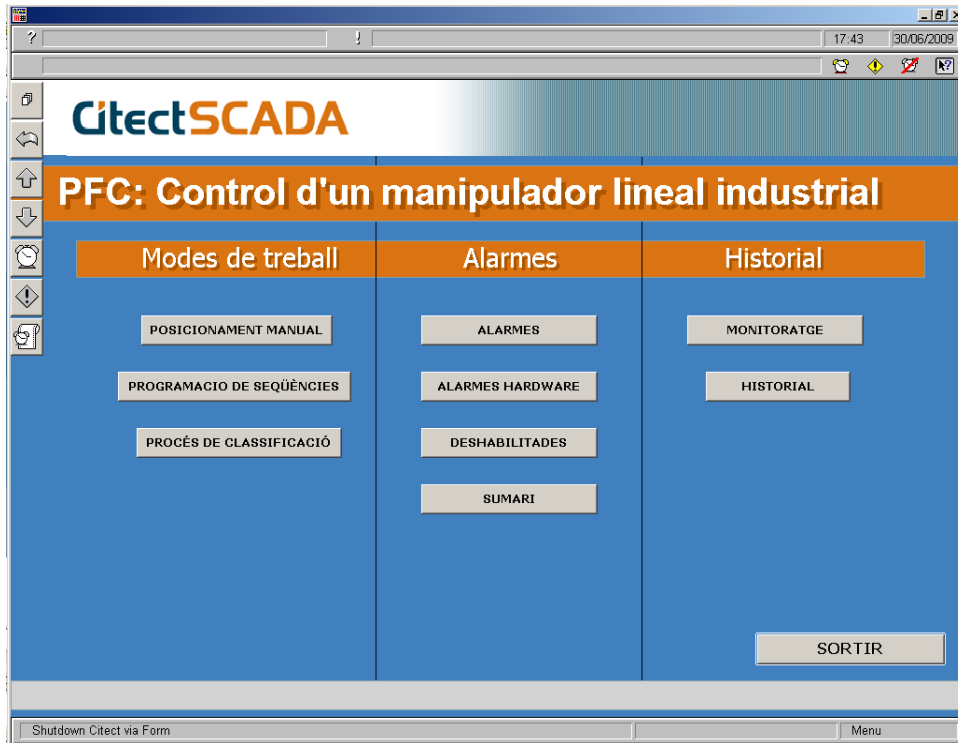 ?
!
17:43
30/06/2009
CitectSCADA
PFC: Control d'un manipulador lineal industrial
Modes de treball
Alarmes
Historial
POSICIONAMENT MANUAL
ALARMES
MONITORATGE
PROGRAMACIO DE SEQÜÈNCIES
ALARMES HARDWARE
HISTORIAL
PROCÉS DE CLASSIFICACIÓ
DESHABILITADES
SUMARI
SORTIR
Shutdown Citect via Form
Menu